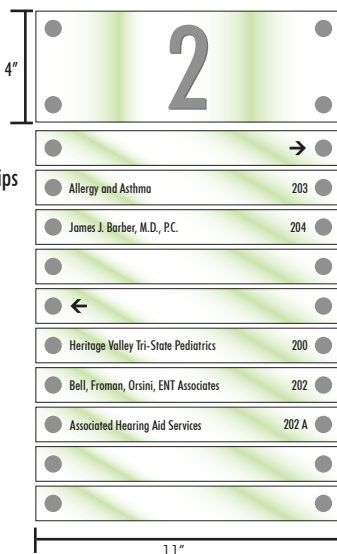 4"
2
→
ips
Allergy and Asthma 203
James J. Barber, M.D., P.C. 204
←
Heritage Valley Tri-State Pediatrics 200
Bell, Froman, Orsini, ENT Associates 202
Associated Hearing Aid Services 202 A
11"